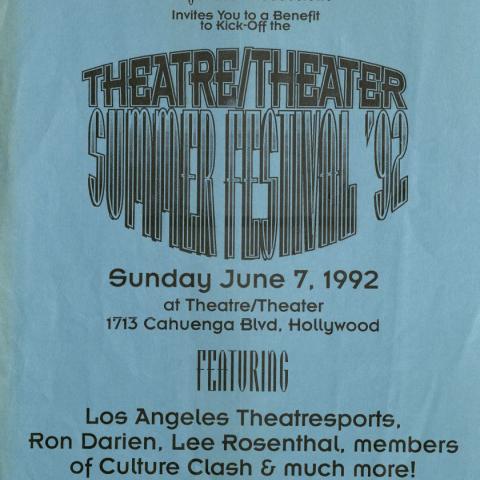 Invites You to a Benefit
to Kick-Off the
THEATRE/THEATER
SUMMER FESTIVAL '92
Sunday June 7, 1992
at Theatre/Theater
1713 Cahuenga Blvd, Hollywood
FEATURING
Los Angeles Theatresports,
Ron Darien, Lee Rosenthal, members
of Culture Clash & much more!